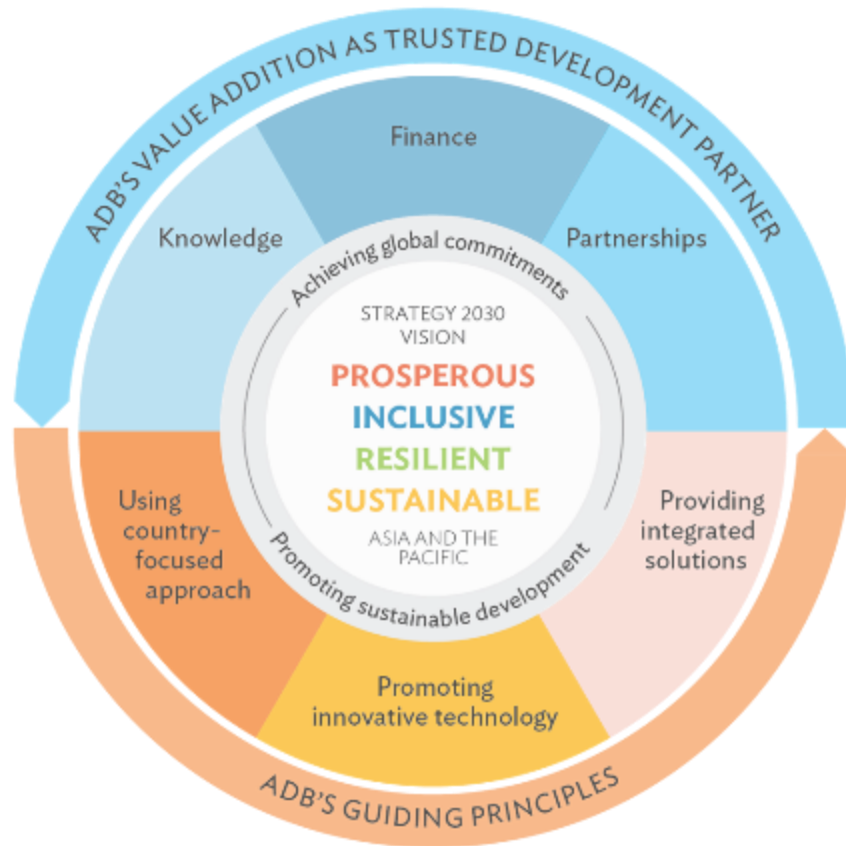 ADB'S VALUE ADDITION AS TRUSTED DEVELOPMENT PARTNER
Finance
Knowledge
Partnerships
Achieving global commitments
STRATEGY 2030
VISION
PROSPEROUS
INCLUSIVE
RESILIENT
SUSTAINABLE
ASIA AND THE
PACIFIC
Promoting sustainable development
Using
country-
focused
approach
Providing
integrated
solutions
Promoting
innovative technology
ADB'S GUIDING PRINCIPLES